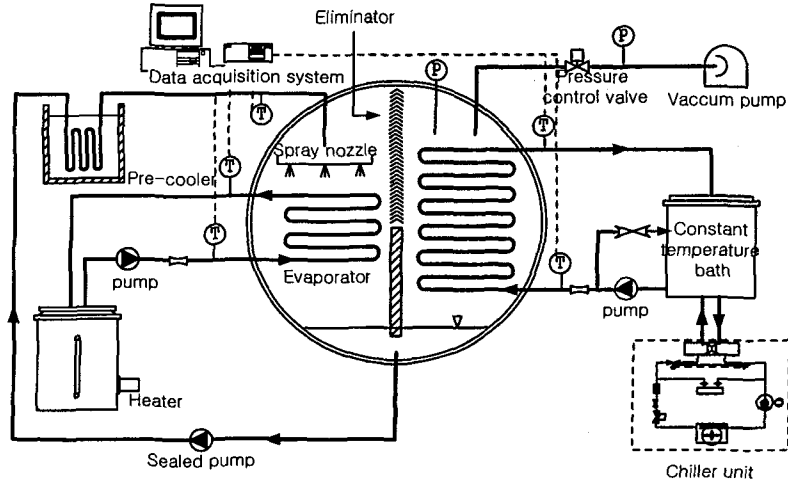 Eliminator
P
Data acquisition system
P
Pressure
control valve
Vaccum pump
T
T
Spray nozzle
Pre-cooler
T
T
Constant
temperature
bath
Evaporator
pump
T
pump
Heater
Sealed pump
Chiller unit